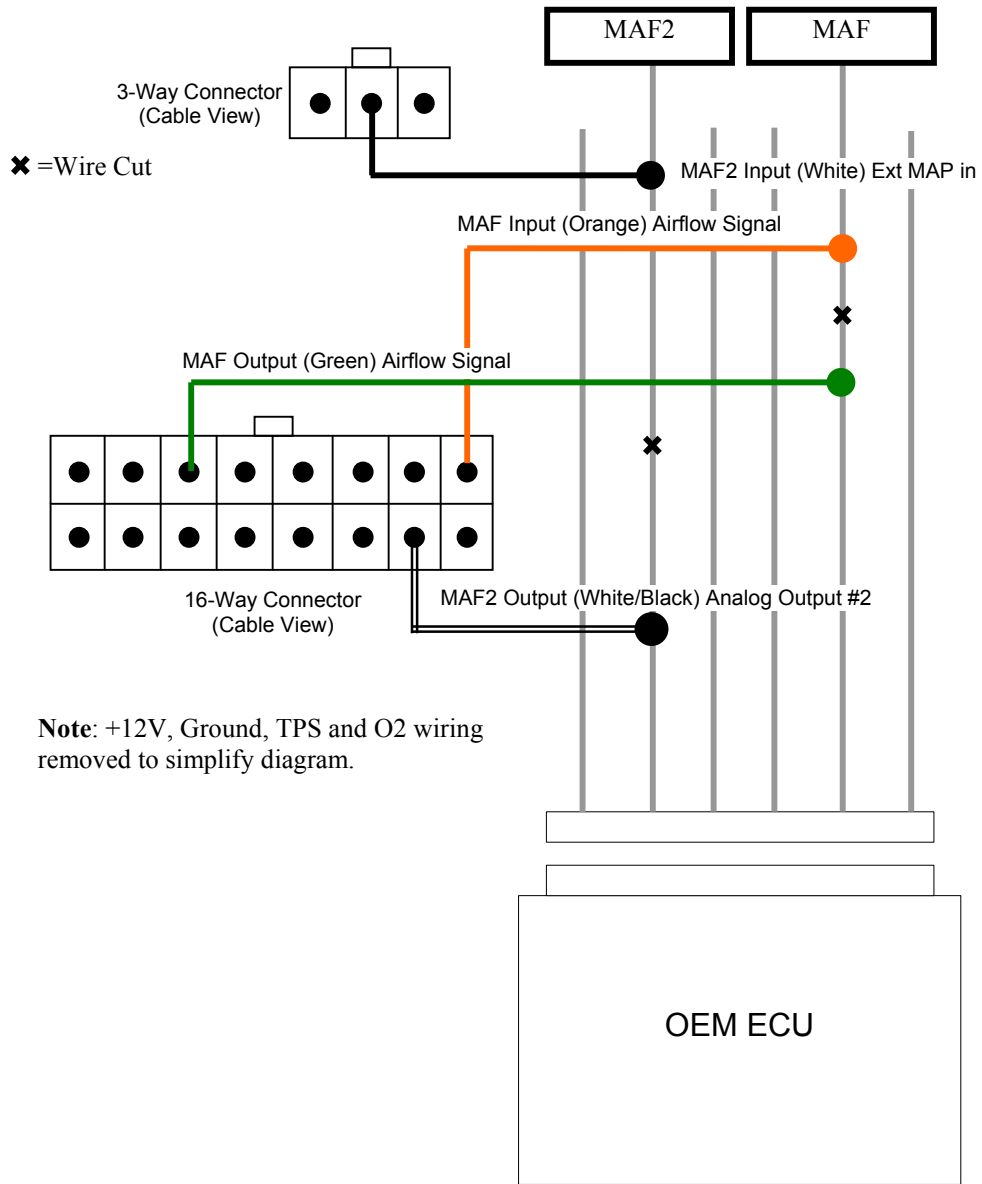 MAF2
MAF
3-Way Connector
(Cable View)
✖ =Wire Cut
MAF2 Input (White) Ext MAP in
MAF Input (Orange) Airflow Signal
MAF Output (Green) Airflow Signal
16-Way Connector
(Cable View)
MAF2 Output (White/Black) Analog Output #2
Note: +12V, Ground, TPS and O2 wiring
removed to simplify diagram.
OEM ECU